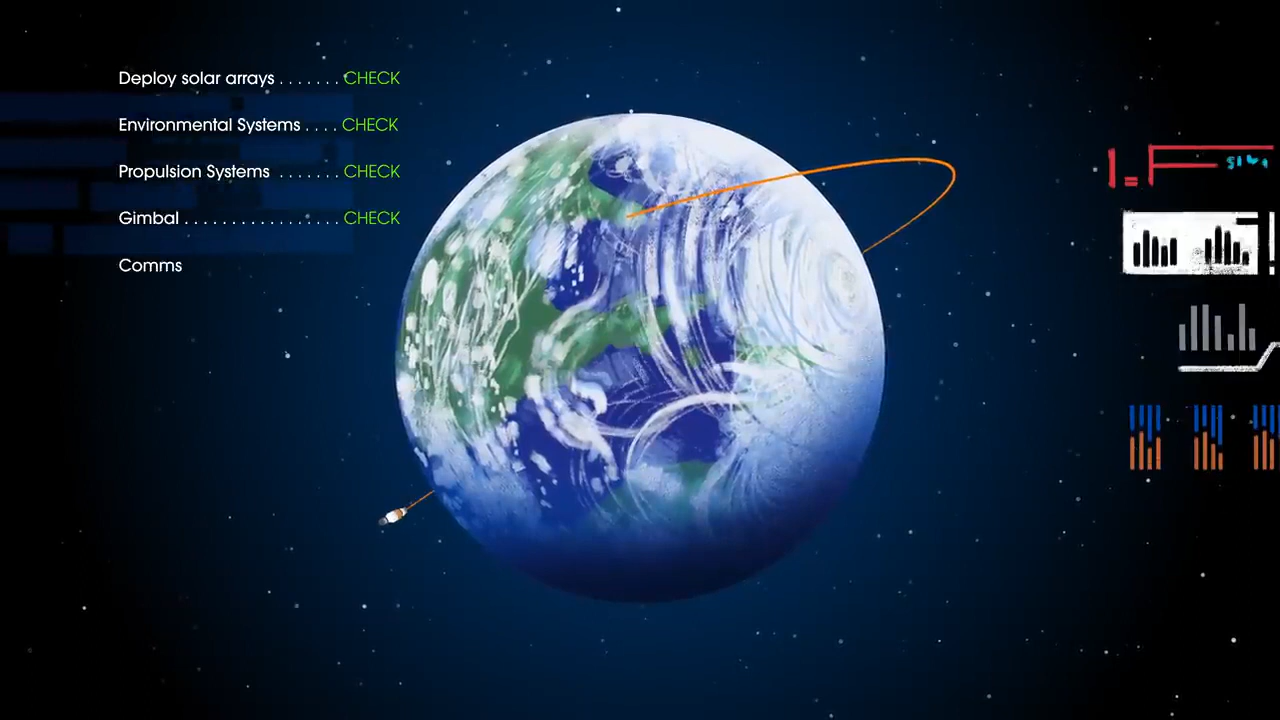 Deploy solar arrays . . . . . . . CHECK
Environmental Systems . . . . CHECK
Propulsion Systems . . . . . . . CHECK
Gimbal . . . . . . . . . . . . . . . . CHECK
Comms